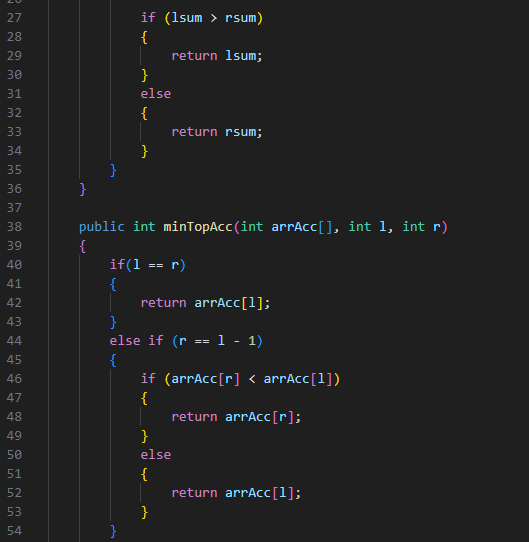 27 if (lsum > rsum)
28 {
29 return lsum;
30 }
31 else
32 {
33 return rsum;
34 }
35 }
36 }
37
38 public int minTopAcc(int arrAcc[], int l, int r)
39 {
40 if(l == r)
41 {
42 return arrAcc[l];
43 }
44 else if (r == l - 1)
45 {
46 if (arrAcc[r] < arrAcc[l])
47 {
48 return arrAcc[r];
49 }
50 else
51 {
52 return arrAcc[l];
53 }
54 }